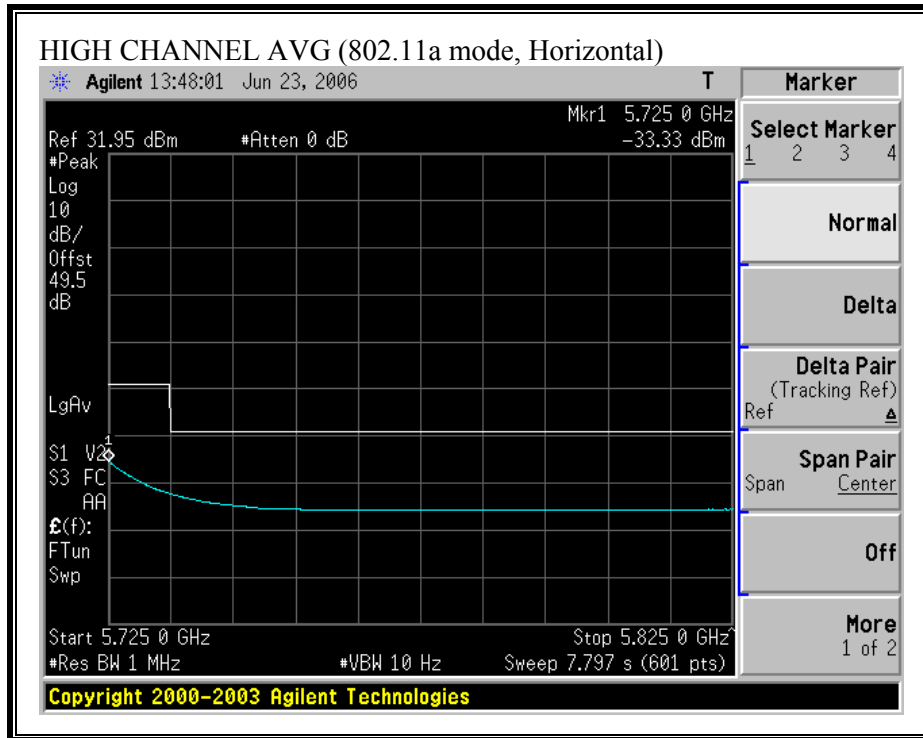 HIGH CHANNEL AVG (802.11a mode, Horizontal)
Agilent 13:48:01 Jun 23, 2006 T
Mkr1 5.725 0 GHz
Ref 31.95 dBm #Atten 0 dB -33.33 dBm
#Peak
Log
10
dB/
Offst
49.5
dB
LgAv
1
S1 V2
S3 FC
AA
£(f):
FTun
Swp
Start 5.725 0 GHz Stop 5.825 0 GHz^
#Res BW 1 MHz #VBW 10 Hz Sweep 7.797 s (601 pts)
Copyright 2000-2003 Agilent Technologies
Marker
Select Marker
1 2 3 4
Normal
Delta
Delta Pair
(Tracking Ref)
Ref Δ
Span Pair
Span Center
Off
More
1 of 2